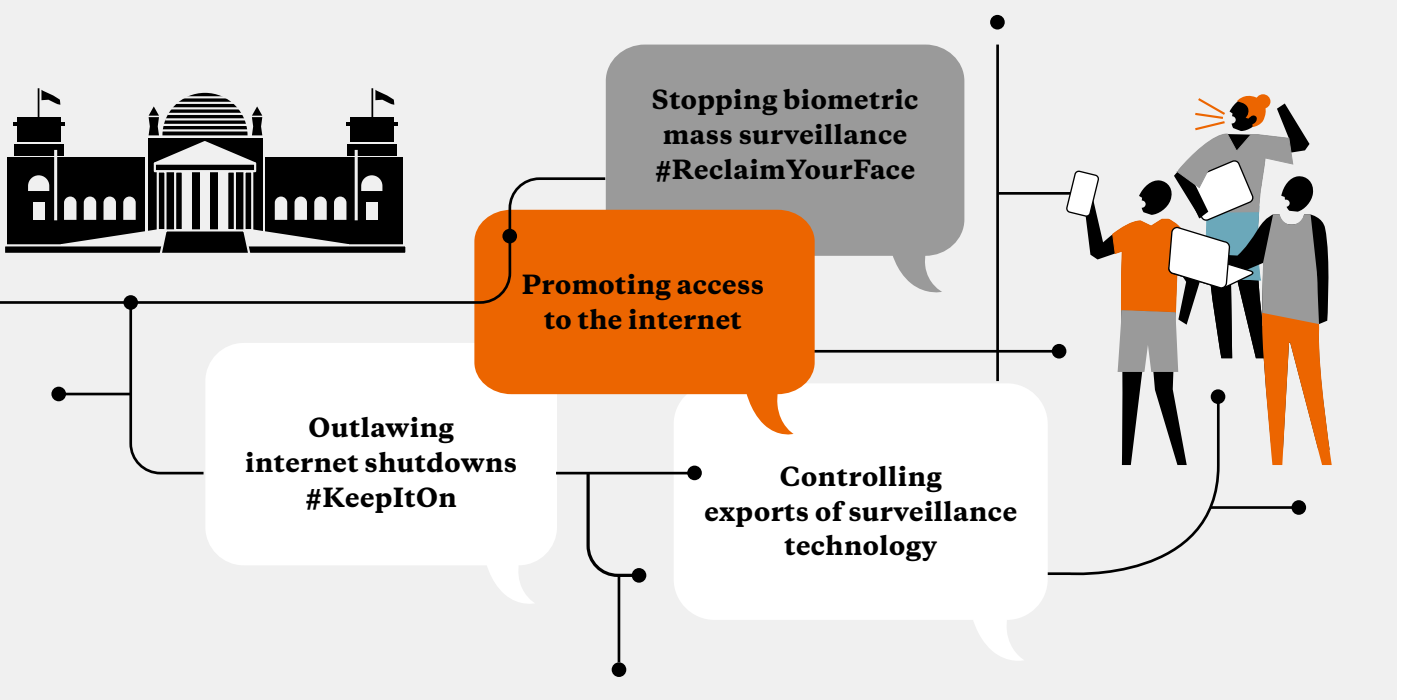 Stopping biometric
mass surveillance
#ReclaimYourFace
Promoting access
to the internet
Outlawing
internet shutdowns
#KeepItOn
Controlling
exports of surveillance
technology